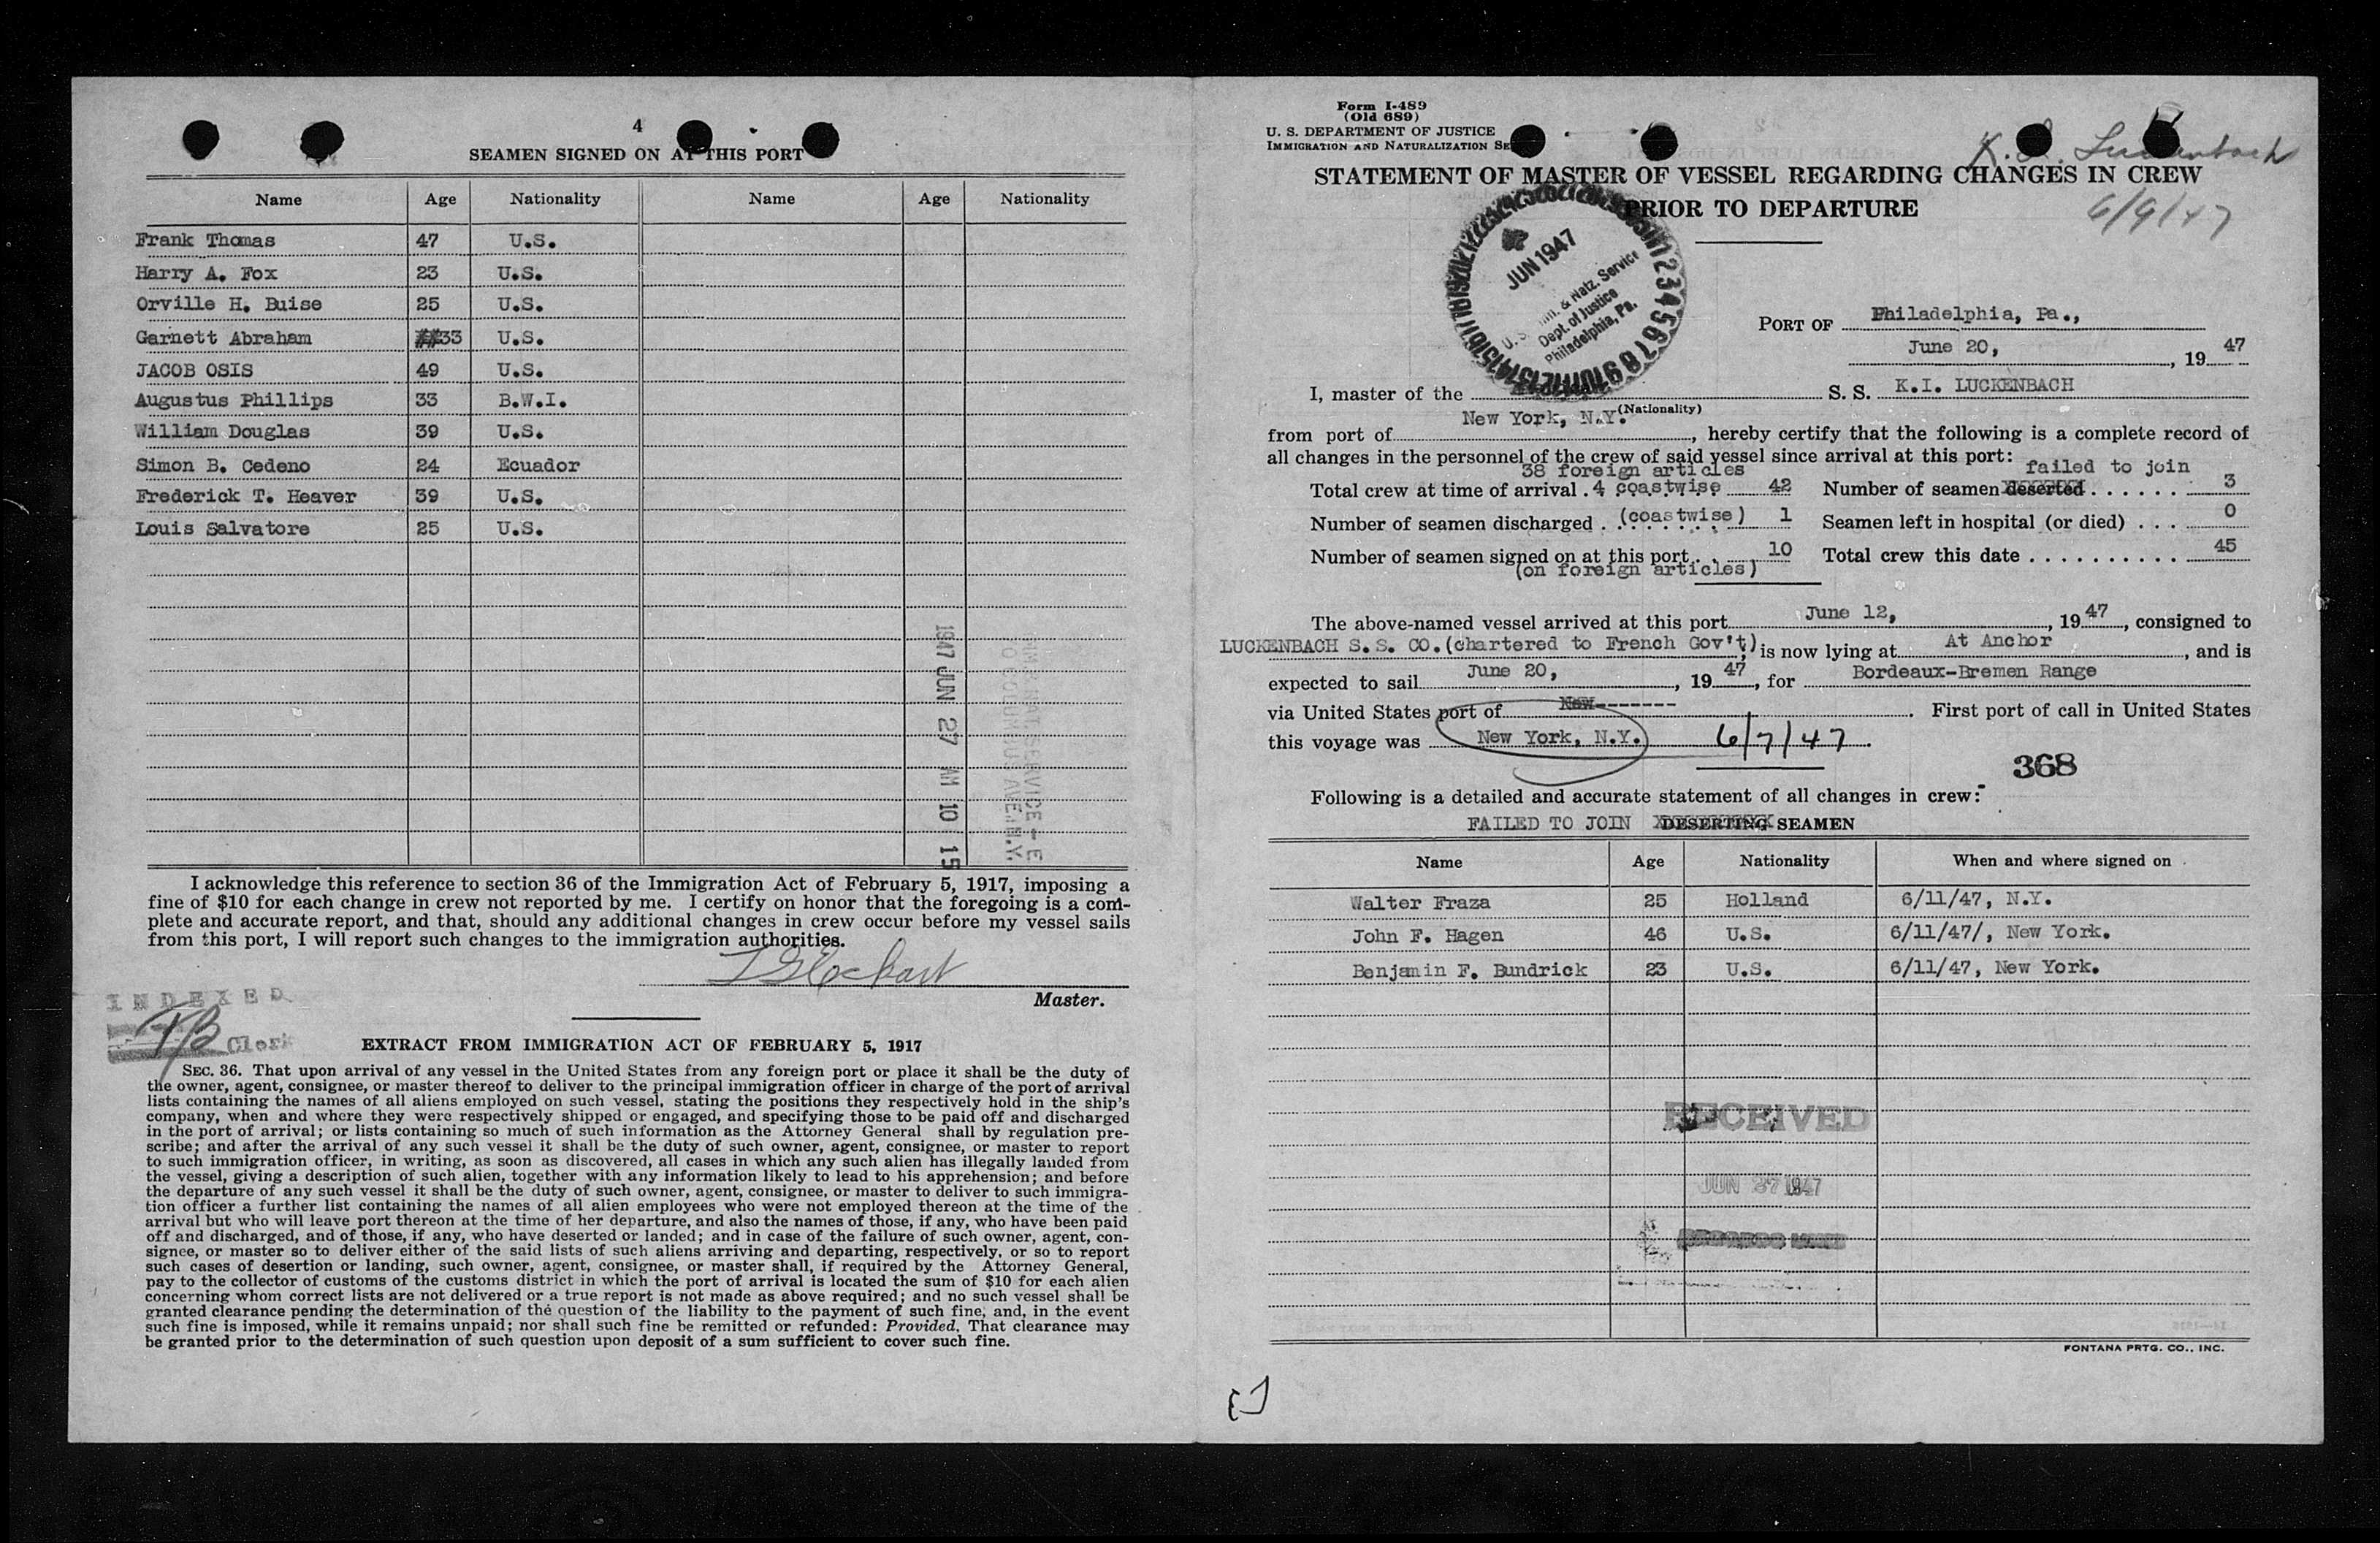 4
SEAMEN SIGNED ON AT THIS PORT
Name Age Nationality Name Age Nationality
Frank Thomas 47 U.S.
Harry A. Fox 23 U.S.
Orville H. Buise 25 U.S.
Garnett Abraham 33 U.S.
JACOB OSIS 49 U.S.
Augustus Phillips 33 B.W.I.
William Douglas 39 U.S.
Simon B. Cedeno 24 Ecuador
Frederick T. Heaver 39 U.S.
Louis Salvatore 25 U.S.
1947 JUN 27 AM 10 15
I acknowledge this reference to section 36 of the Immigration Act of February 5, 1917, imposing a
fine of $10 for each change in crew not reported by me. I certify on honor that the foregoing is a com-
plete and accurate report, and that, should any additional changes in crew occur before my vessel sails
from this port, I will report such changes to the immigration authorities.
Master.
INDEXED
TB Clerk
EXTRACT FROM IMMIGRATION ACT OF FEBRUARY 5, 1917
SEC. 36. That upon arrival of any vessel in the United States from any foreign port or place it shall be the duty of
the owner, agent, consignee, or master thereof to deliver to the principal immigration officer in charge of the port of arrival
lists containing the names of all aliens employed on such vessel, stating the positions they respectively hold in the ship's
company, when and where they were respectively shipped or engaged, and specifying those to be paid off and discharged
in the port of arrival; or lists containing so much of such information as the Attorney General shall by regulation pre-
scribe; and after the arrival of any such vessel it shall be the duty of such owner, agent, consignee, or master to report
to such immigration officer, in writing, as soon as discovered, all cases in which any such alien has illegally landed from
the vessel, giving a description of such alien, together with any information likely to lead to his apprehension; and before
the departure of any such vessel it shall be the duty of such owner, agent, consignee, or master to deliver to such immigra-
tion officer a further list containing the names of all alien employees who were not employed thereon at the time of the
arrival but who will leave port thereon at the time of her departure, and also the names of those, if any, who have been paid
off and discharged, and of those, if any, who have deserted or landed; and in case of the failure of such owner, agent, con-
signee, or master so to deliver either of the said lists of such aliens arriving and departing, respectively, or so to report
such cases of desertion or landing, such owner, agent, consignee, or master shall, if required by the Attorney General,
pay to the collector of customs of the customs district in which the port of arrival is located the sum of $10 for each alien
concerning whom correct lists are not delivered or a true report is not made as above required; and no such vessel shall be
granted clearance pending the determination of the question of the liability to the payment of such fine, and, in the event
such fine is imposed, while it remains unpaid; nor shall such fine be remitted or refunded: Provided, That clearance may
be granted prior to the determination of such question upon deposit of a sum sufficient to cover such fine.
Form I-489
(Old 689)
U. S. DEPARTMENT OF JUSTICE
IMMIGRATION AND NATURALIZATION SE
K. I. Luckenbach
STATEMENT OF MASTER OF VESSEL REGARDING CHANGES IN CREW
PRIOR TO DEPARTURE
6/9/47
JUN 1947
U. S. Imm. & Natz. Service
Dept. of Justice
Philadelphia, Pa.
PORT OF Philadelphia, Pa.,
June 20, , 19 47
I, master of the S. S. K.I. LUCKENBACH
(Nationality)
from port of New York, N.Y. , hereby certify that the following is a complete record of
all changes in the personnel of the crew of said vessel since arrival at this port:
38 foreign articles failed to join
Total crew at time of arrival . 4 coastwise 42 Number of seamen deserted . . . . . . 3
Number of seamen discharged . (coastwise) 1 Seamen left in hospital (or died) . . . 0
Number of seamen signed on at this port . . 10 Total crew this date . . . . . . . . . . 45
(on foreign articles)
The above-named vessel arrived at this port June 12, , 19 47 , consigned to
LUCKENBACH S.S. CO.(chartered to French Gov't) , is now lying at At Anchor , and is
expected to sail June 20, , 19 47 , for Bordeaux-Bremen Range
via United States port of New------- . First port of call in United States
this voyage was New York, N.Y. 6/7/47 .
368
Following is a detailed and accurate statement of all changes in crew:
FAILED TO JOIN DESERTING SEAMEN
Name Age Nationality When and where signed on
Walter Fraza 25 Holland 6/11/47, N.Y.
John F. Hagen 46 U.S. 6/11/47/, New York.
Benjamin F. Bundrick 23 U.S. 6/11/47, New York.
RECEIVED
JUN 27 1947
FONTANA PRTG. CO., INC.